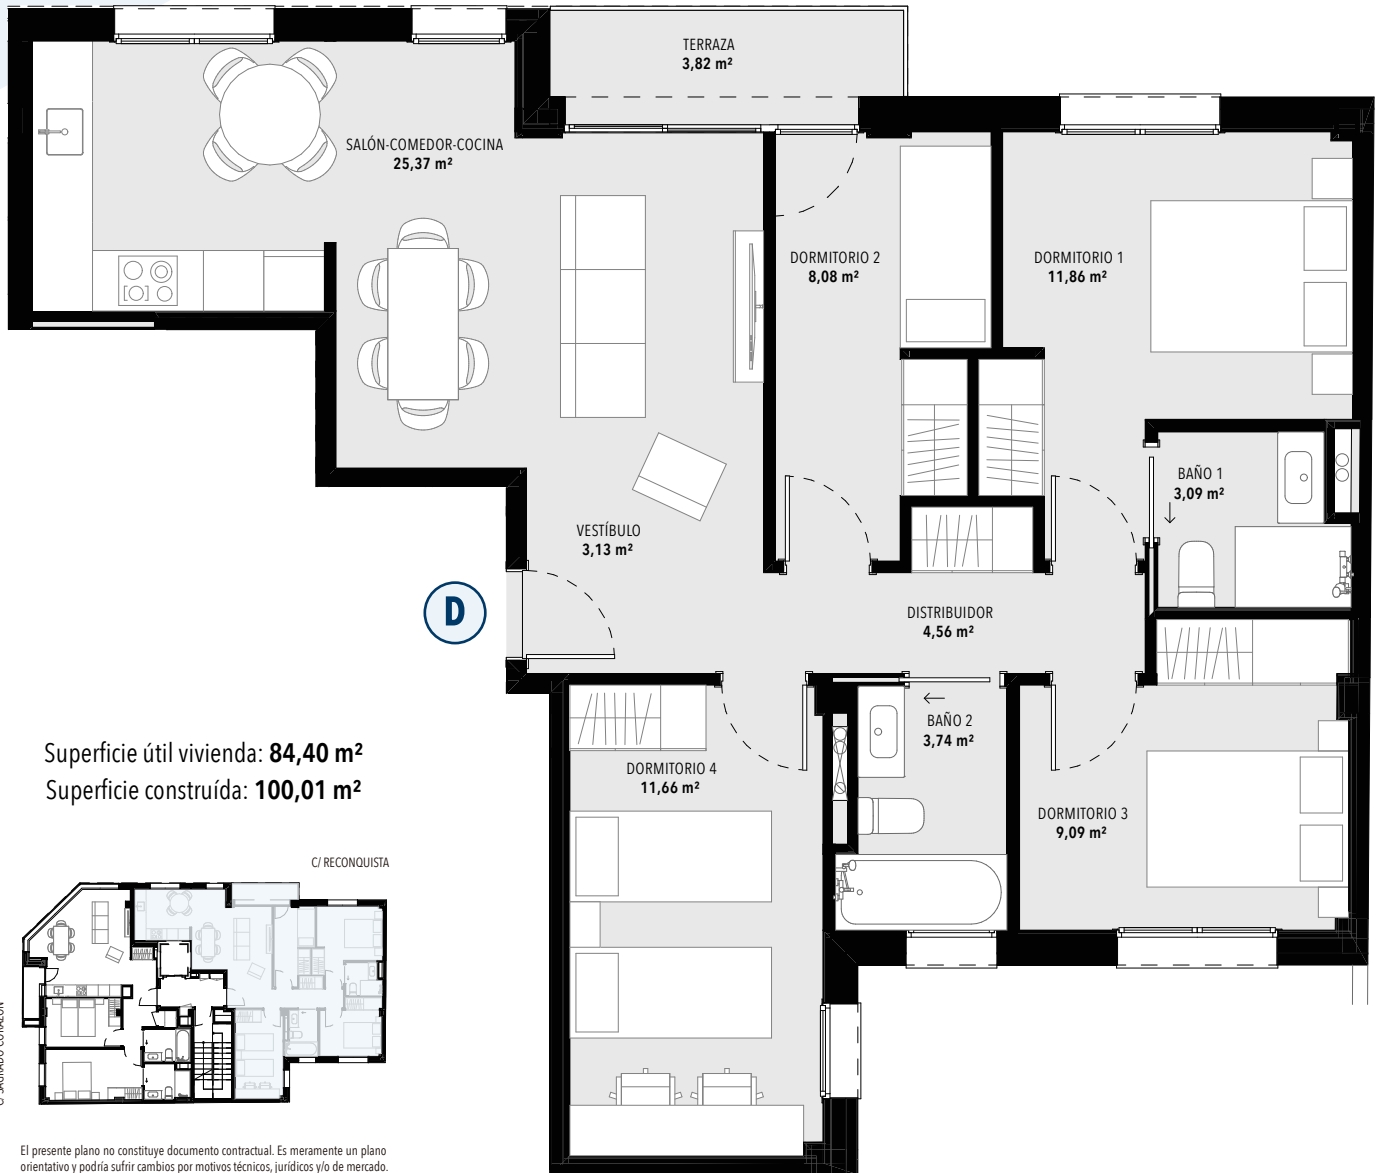 TERRAZA
3,82 m²
SALÓN-COMEDOR-COCINA
25,37 m²
DORMITORIO 2
8,08 m²
DORMITORIO 1
11,86 m²
BAÑO 1
3,09 m²
VESTÍBULO
3,13 m²
D
DISTRIBUIDOR
4,56 m²
BAÑO 2
3,74 m²
DORMITORIO 4
11,66 m²
DORMITORIO 3
9,09 m²
Superficie útil vivienda: 84,40 m²
Superficie construída: 100,01 m²
C/ RECONQUISTA
C/ SAGRADO CORAZÓN
El presente plano no constituye documento contractual. Es meramente un plano
orientativo y podría sufrir cambios por motivos técnicos, jurídicos y/o de mercado.